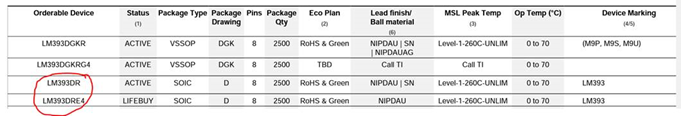 Orderable Device Status (1) Package Type Package Drawing Pins Package Qty Eco Plan (2) Lead finish/ Ball material (6) MSL Peak Temp (3) Op Temp (°C) Device Marking (4/5)
LM393DGKR ACTIVE VSSOP DGK 8 2500 RoHS & Green NIPDAU | SN | NIPDAUAG Level-1-260C-UNLIM 0 to 70 (M9P, M9S, M9U)
LM393DGKRG4 ACTIVE VSSOP DGK 8 2500 TBD Call TI Call TI 0 to 70
LM393DR ACTIVE SOIC D 8 2500 RoHS & Green NIPDAU | SN Level-1-260C-UNLIM 0 to 70 LM393
LM393DRE4 LIFEBUY SOIC D 8 2500 RoHS & Green NIPDAU Level-1-260C-UNLIM 0 to 70 LM393